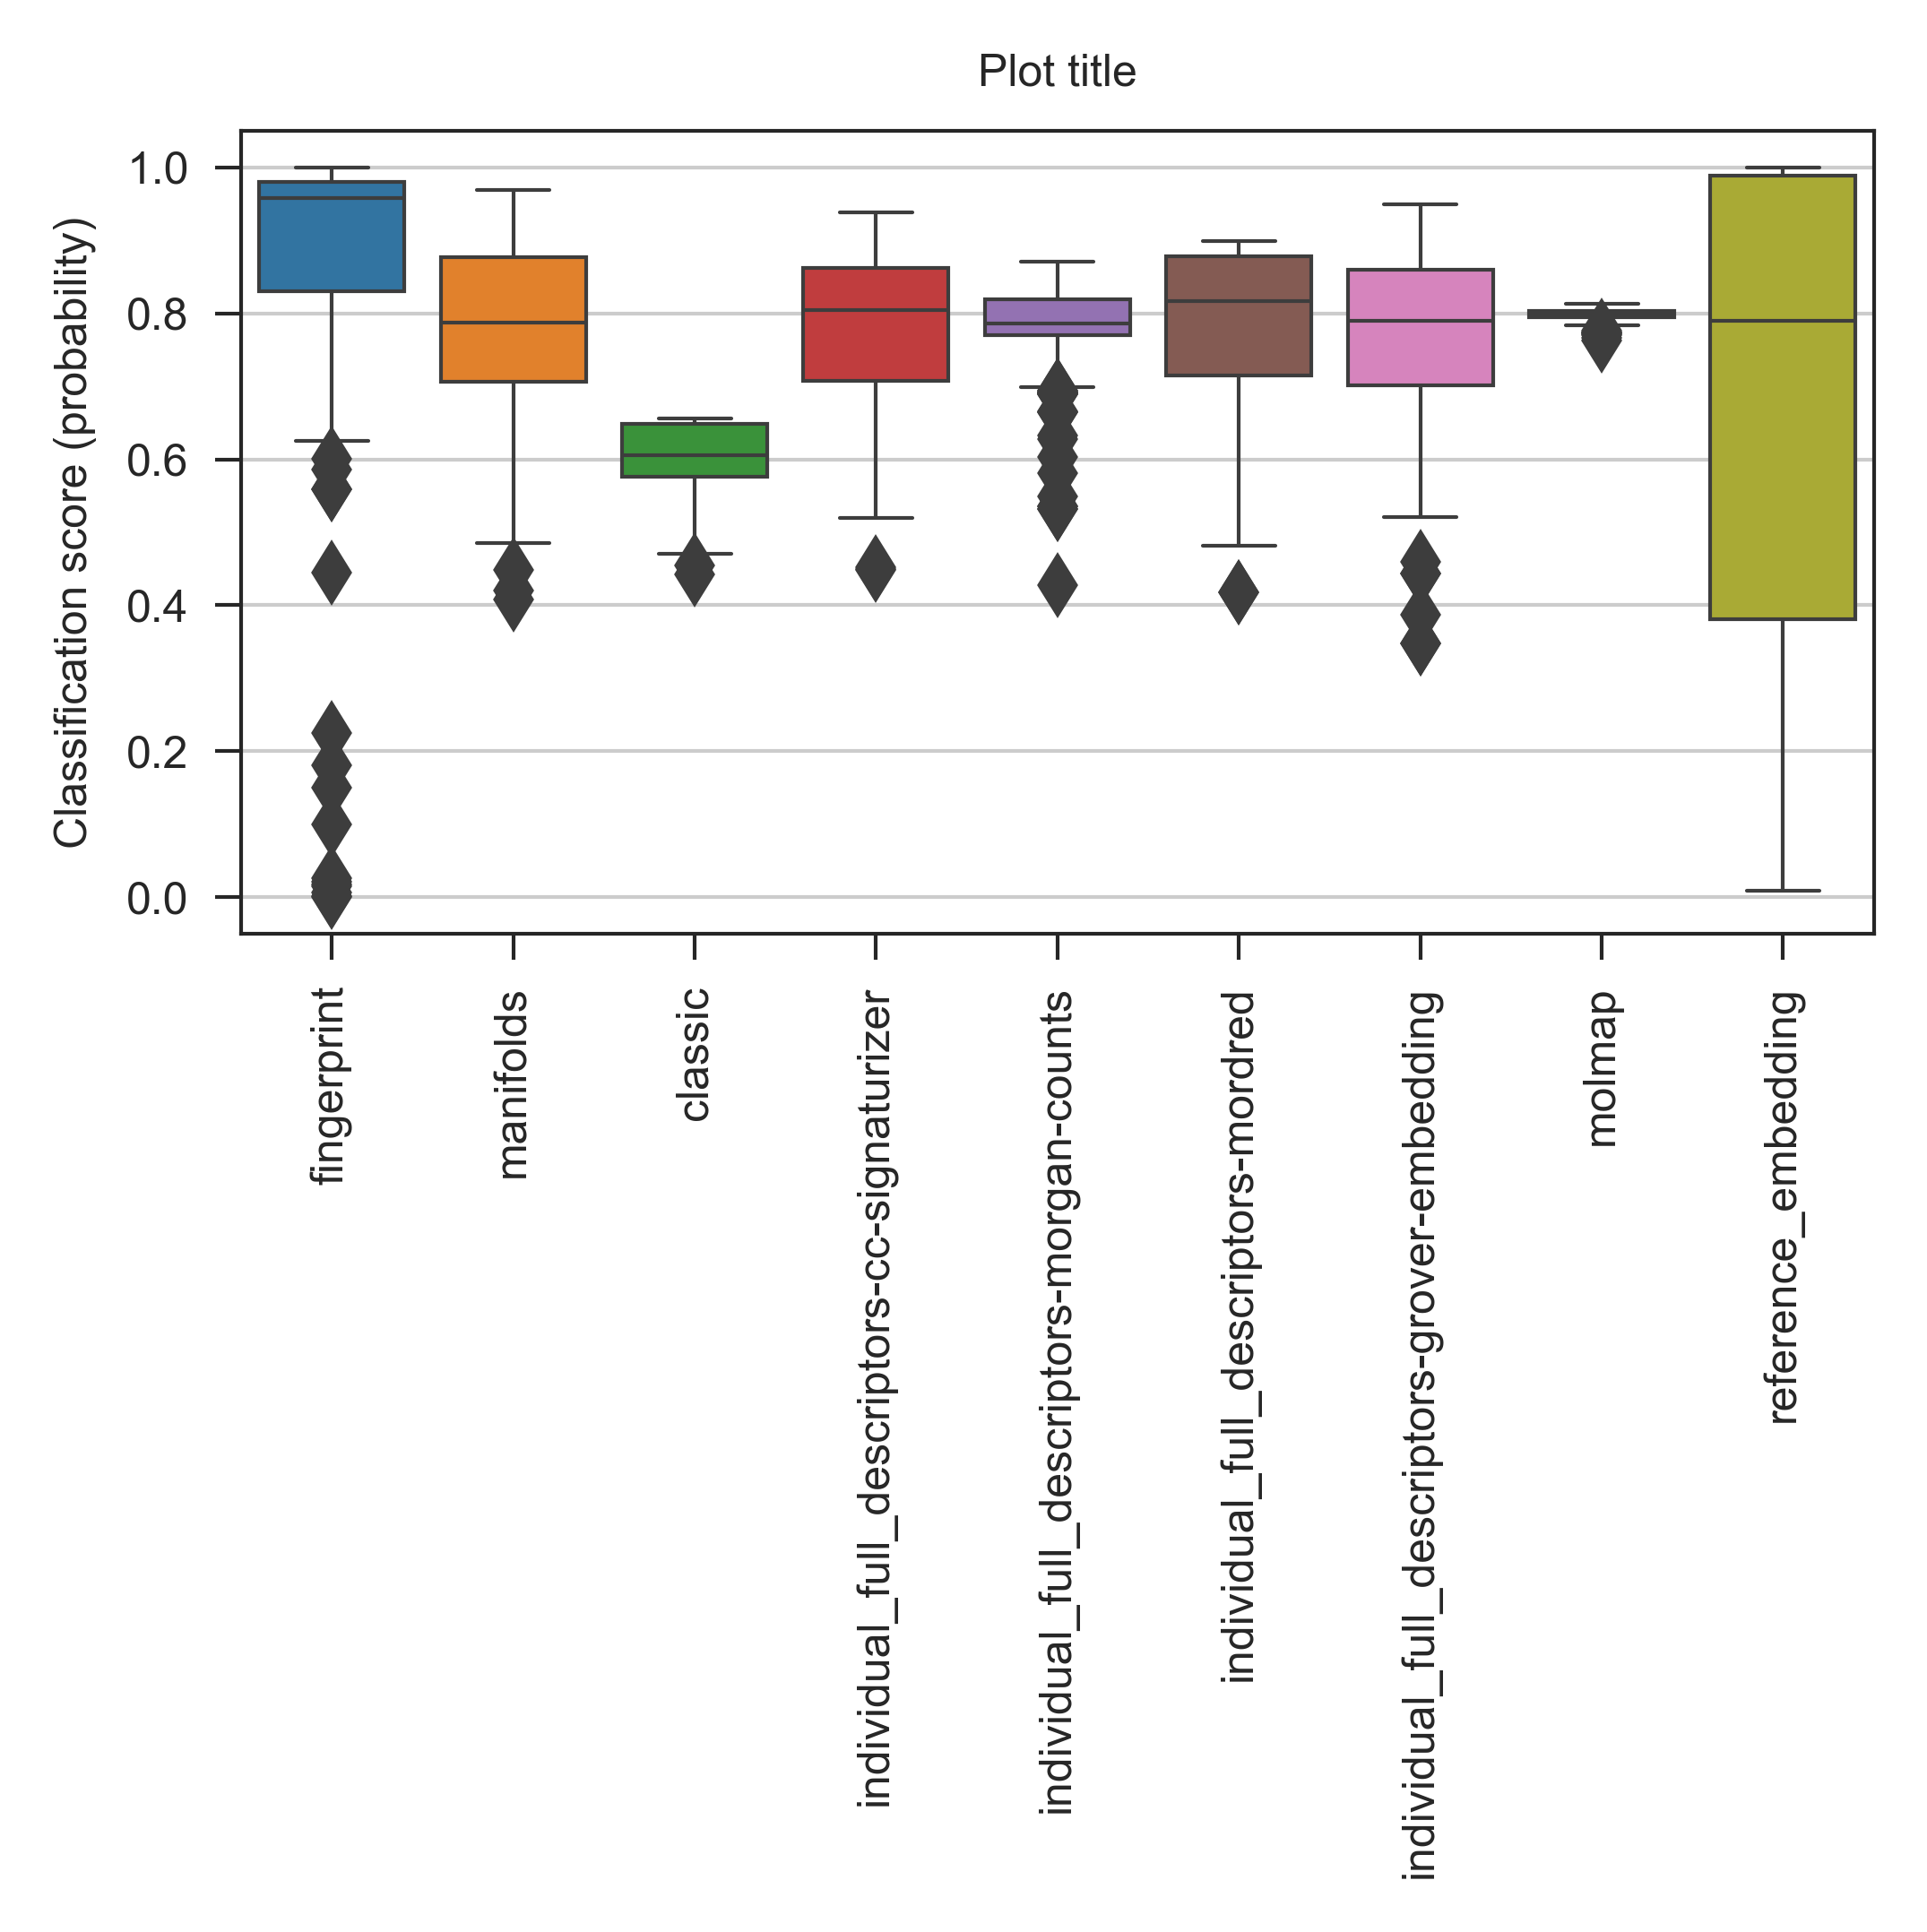 Plot title
Classification score (probability)
1.0
0.8
0.6
0.4
0.2
0.0
fingerprint
manifolds
classic
individual_full_descriptors-cc-signaturizer
individual_full_descriptors-morgan-counts
individual_full_descriptors-mordred
individual_full_descriptors-grover-embedding
molmap
reference_embedding